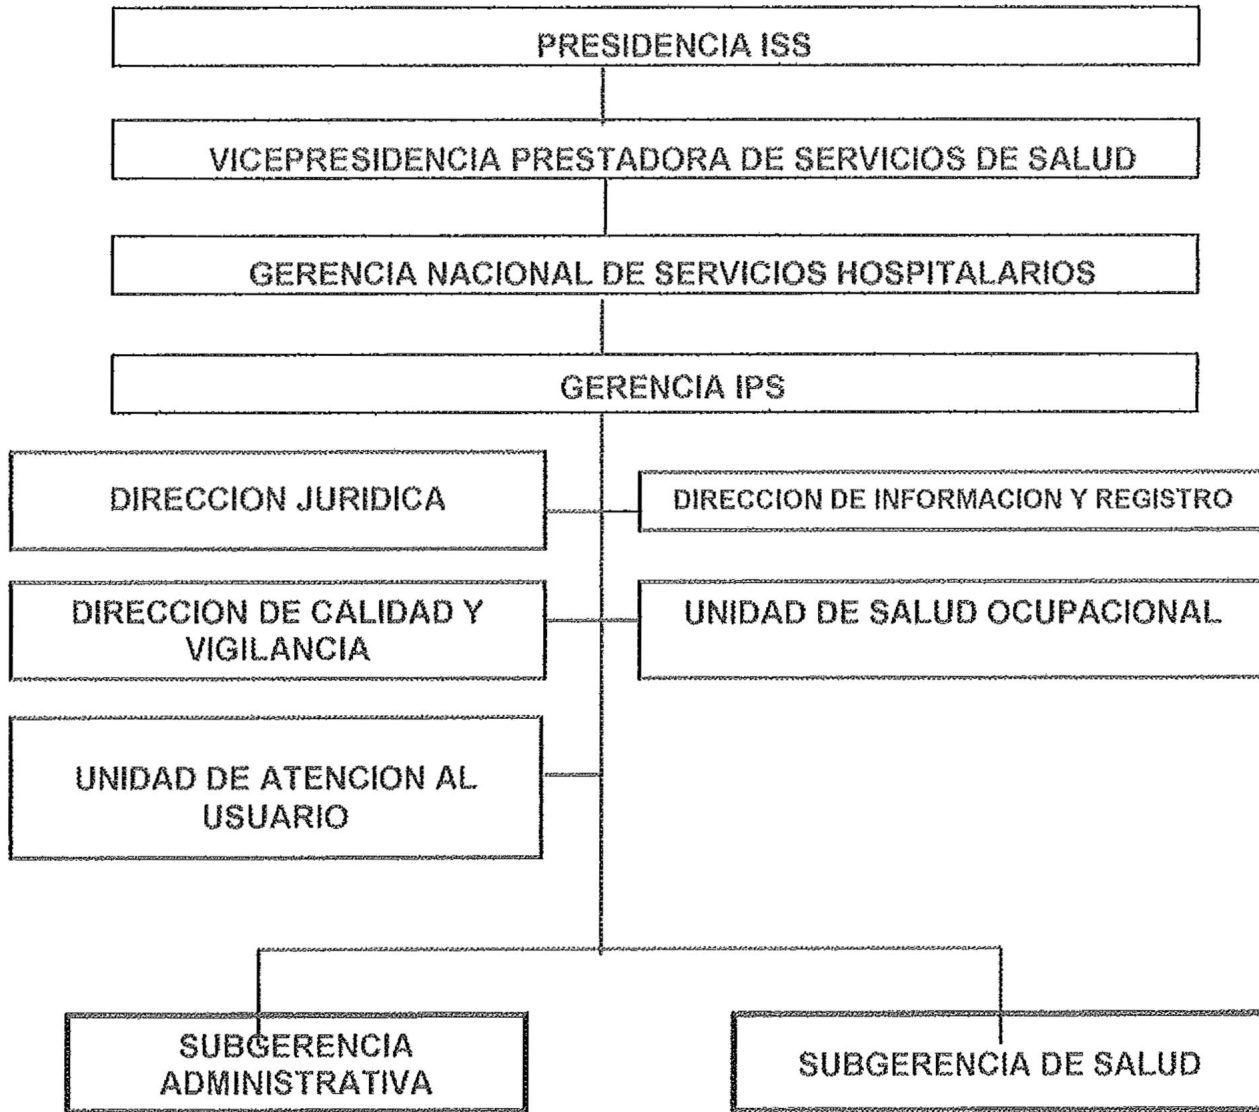 PRESIDENCIA ISS
VICEPRESIDENCIA PRESTADORA DE SERVICIOS DE SALUD
GERENCIA NACIONAL DE SERVICIOS HOSPITALARIOS
GERENCIA IPS
DIRECCION JURIDICA
DIRECCION DE INFORMACION Y REGISTRO
DIRECCION DE CALIDAD Y
VIGILANCIA
UNIDAD DE SALUD OCUPACIONAL
UNIDAD DE ATENCION AL
USUARIO
SUBGERENCIA
ADMINISTRATIVA
SUBGERENCIA DE SALUD